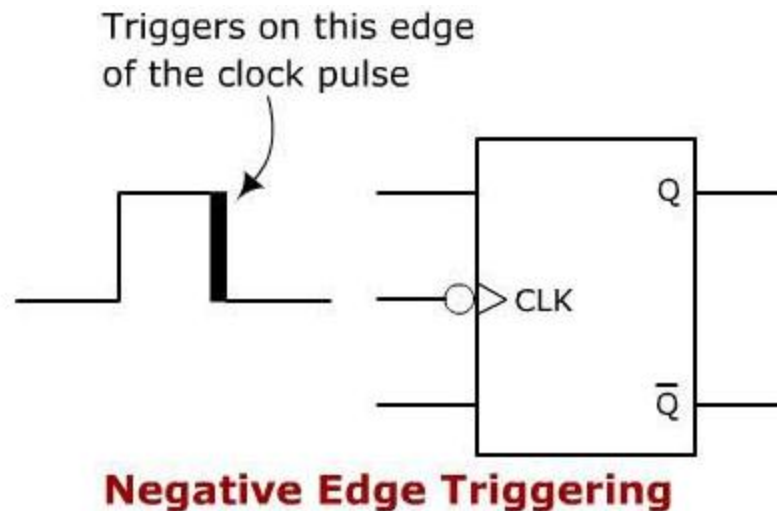 Triggers on this edge
of the clock pulse
Q
CLK
Q̅
Negative Edge Triggering